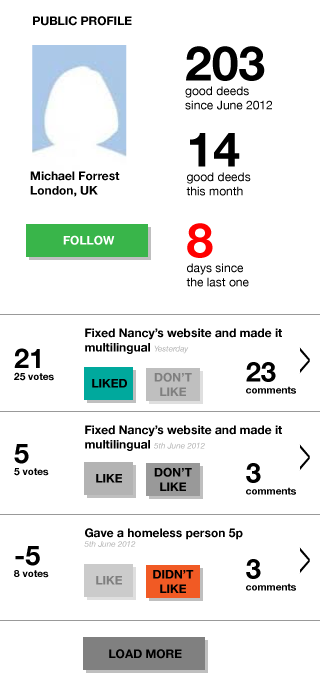 PUBLIC PROFILE
203
good deeds
since June 2012
14
good deeds
this month
Michael Forrest
London, UK
FOLLOW
8
days since
the last one
Fixed Nancy's website and made it
multilingual Yesterday
21
25 votes
LIKED
DON'T
LIKE
23
comments
Fixed Nancy's website and made it
multilingual 5th June 2012
5
5 votes
LIKE
DON'T
LIKE
3
comments
Gave a homeless person 5p
5th June 2012
-5
8 votes
LIKE
DIDN'T
LIKE
3
comments
LOAD MORE